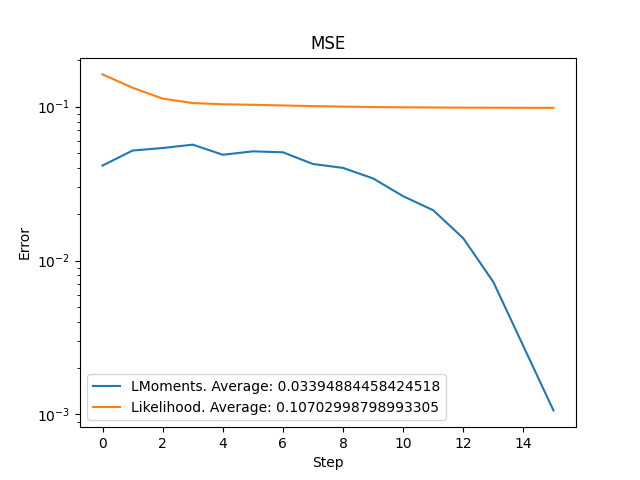 MSE
Error
10⁻¹
10⁻²
10⁻³
LMoments. Average: 0.03394884458424518
Likelihood. Average: 0.10702998798993305
0 2 4 6 8 10 12 14
Step